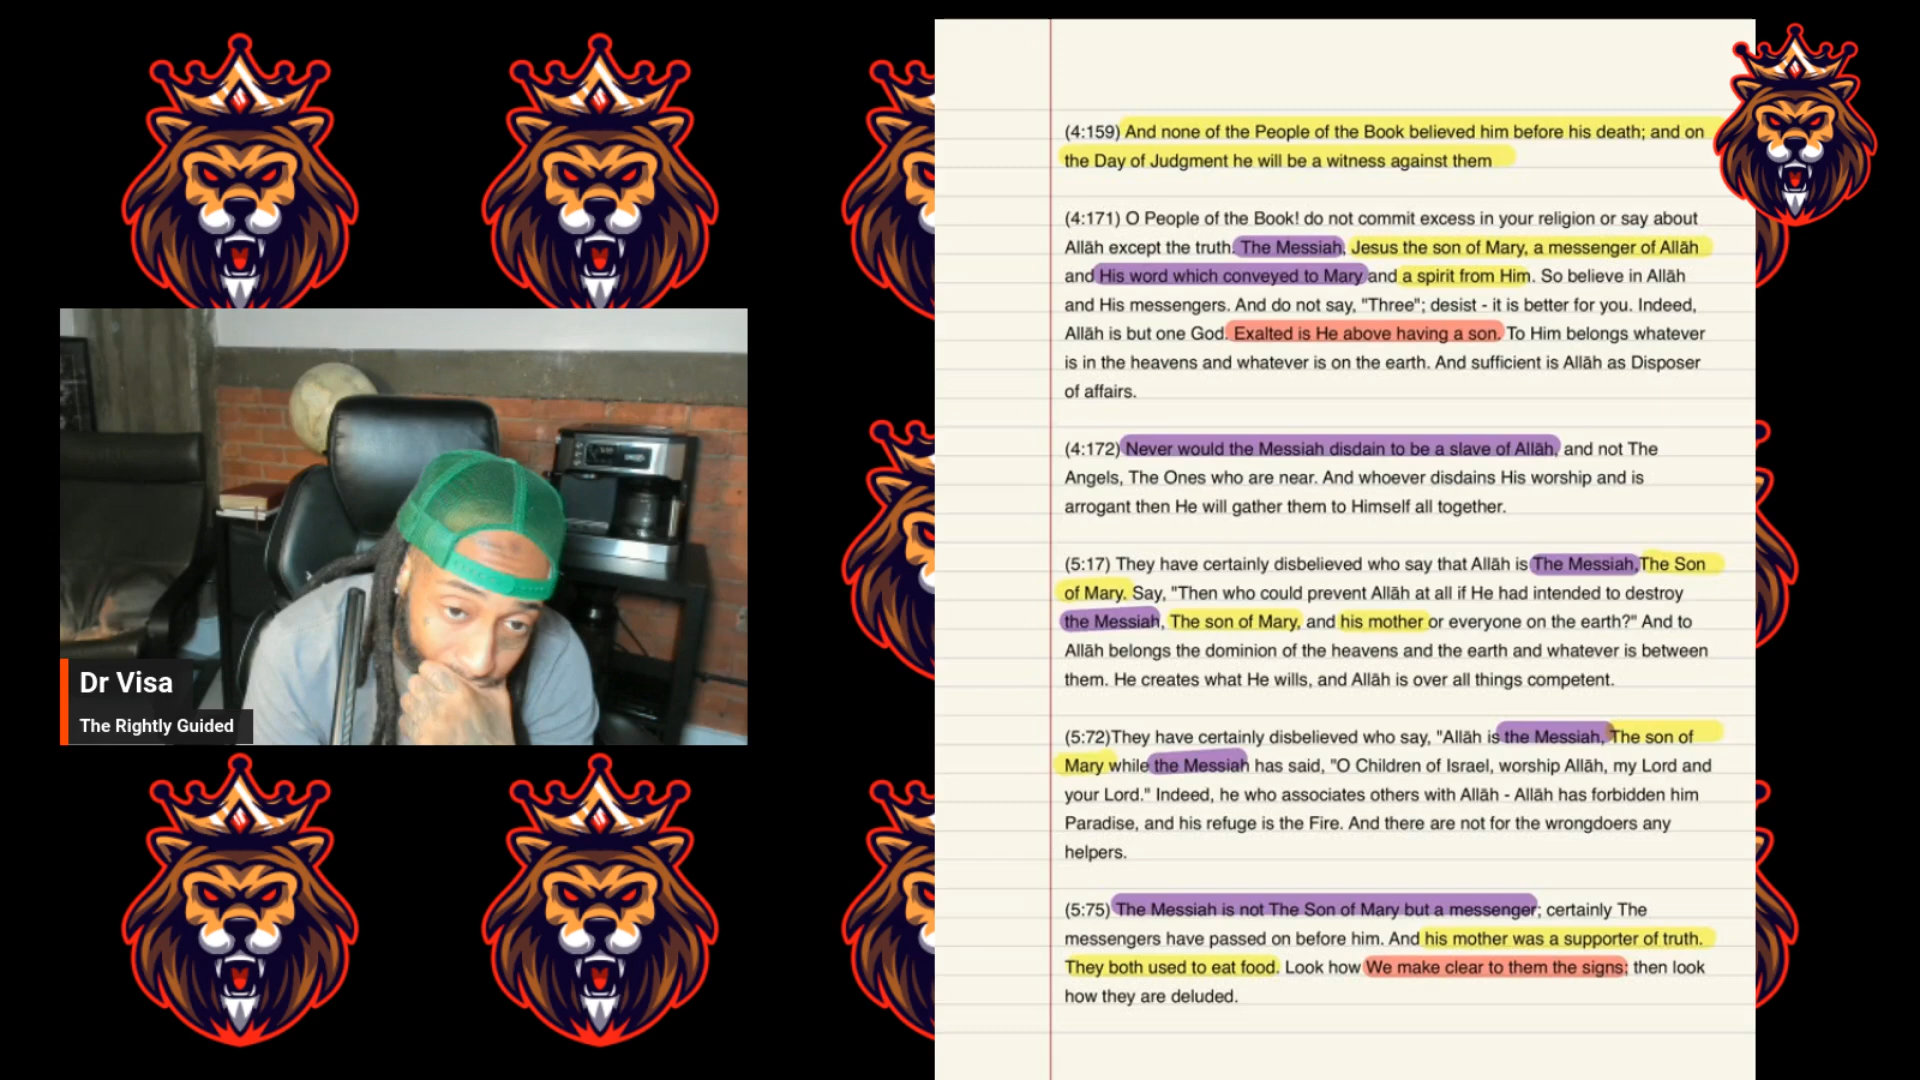 (4:159) And none of the People of the Book believed him before his death; and on
the Day of Judgment he will be a witness against them
(4:171) O People of the Book! do not commit excess in your religion or say about
Allāh except the truth. The Messiah, Jesus the son of Mary, a messenger of Allāh
and His word which conveyed to Mary and a spirit from Him. So believe in Allāh
and His messengers. And do not say, "Three"; desist - it is better for you. Indeed,
Allāh is but one God. Exalted is He above having a son. To Him belongs whatever
is in the heavens and whatever is on the earth. And sufficient is Allāh as Disposer
of affairs.
(4:172) Never would the Messiah disdain to be a slave of Allāh, and not The
Angels, The Ones who are near. And whoever disdains His worship and is
arrogant then He will gather them to Himself all together.
(5:17) They have certainly disbelieved who say that Allāh is The Messiah,The Son
of Mary. Say, "Then who could prevent Allāh at all if He had intended to destroy
the Messiah, The son of Mary, and his mother or everyone on the earth?" And to
Allāh belongs the dominion of the heavens and the earth and whatever is between
them. He creates what He wills, and Allāh is over all things competent.
(5:72)They have certainly disbelieved who say, "Allāh is the Messiah, The son of
Mary while the Messiah has said, "O Children of Israel, worship Allāh, my Lord and
your Lord." Indeed, he who associates others with Allāh - Allāh has forbidden him
Paradise, and his refuge is the Fire. And there are not for the wrongdoers any
helpers.
(5:75) The Messiah is not The Son of Mary but a messenger; certainly The
messengers have passed on before him. And his mother was a supporter of truth.
They both used to eat food. Look how We make clear to them the signs; then look
how they are deluded.
Dr Visa
The Rightly Guided